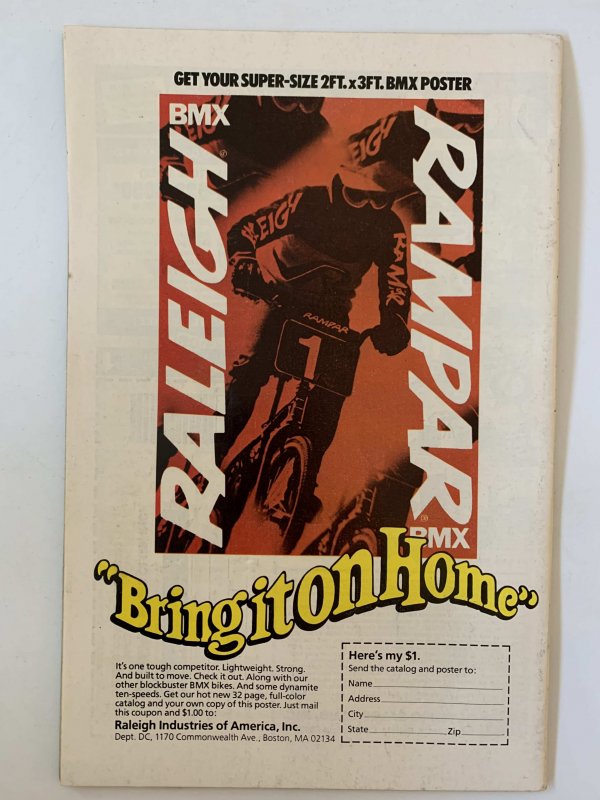 GET YOUR SUPER-SIZE 2FT. x 3FT. BMX POSTER
BMX
RALEIGH®
RAMPAR®
BMX
RALEIGH
RAMPAR
1
"Bring it on Home"
It's one tough competitor. Lightweight. Strong.
And built to move. Check it out. Along with our
other blockbuster BMX bikes. And some dynamite
ten-speeds. Get our hot new 32 page, full-color
catalog and your own copy of this poster. Just mail
this coupon and $1.00 to:
Raleigh Industries of America, Inc.
Dept. DC, 1170 Commonwealth Ave., Boston, MA 02134
Here's my $1.
Send the catalog and poster to:
Name
Address
City
State Zip